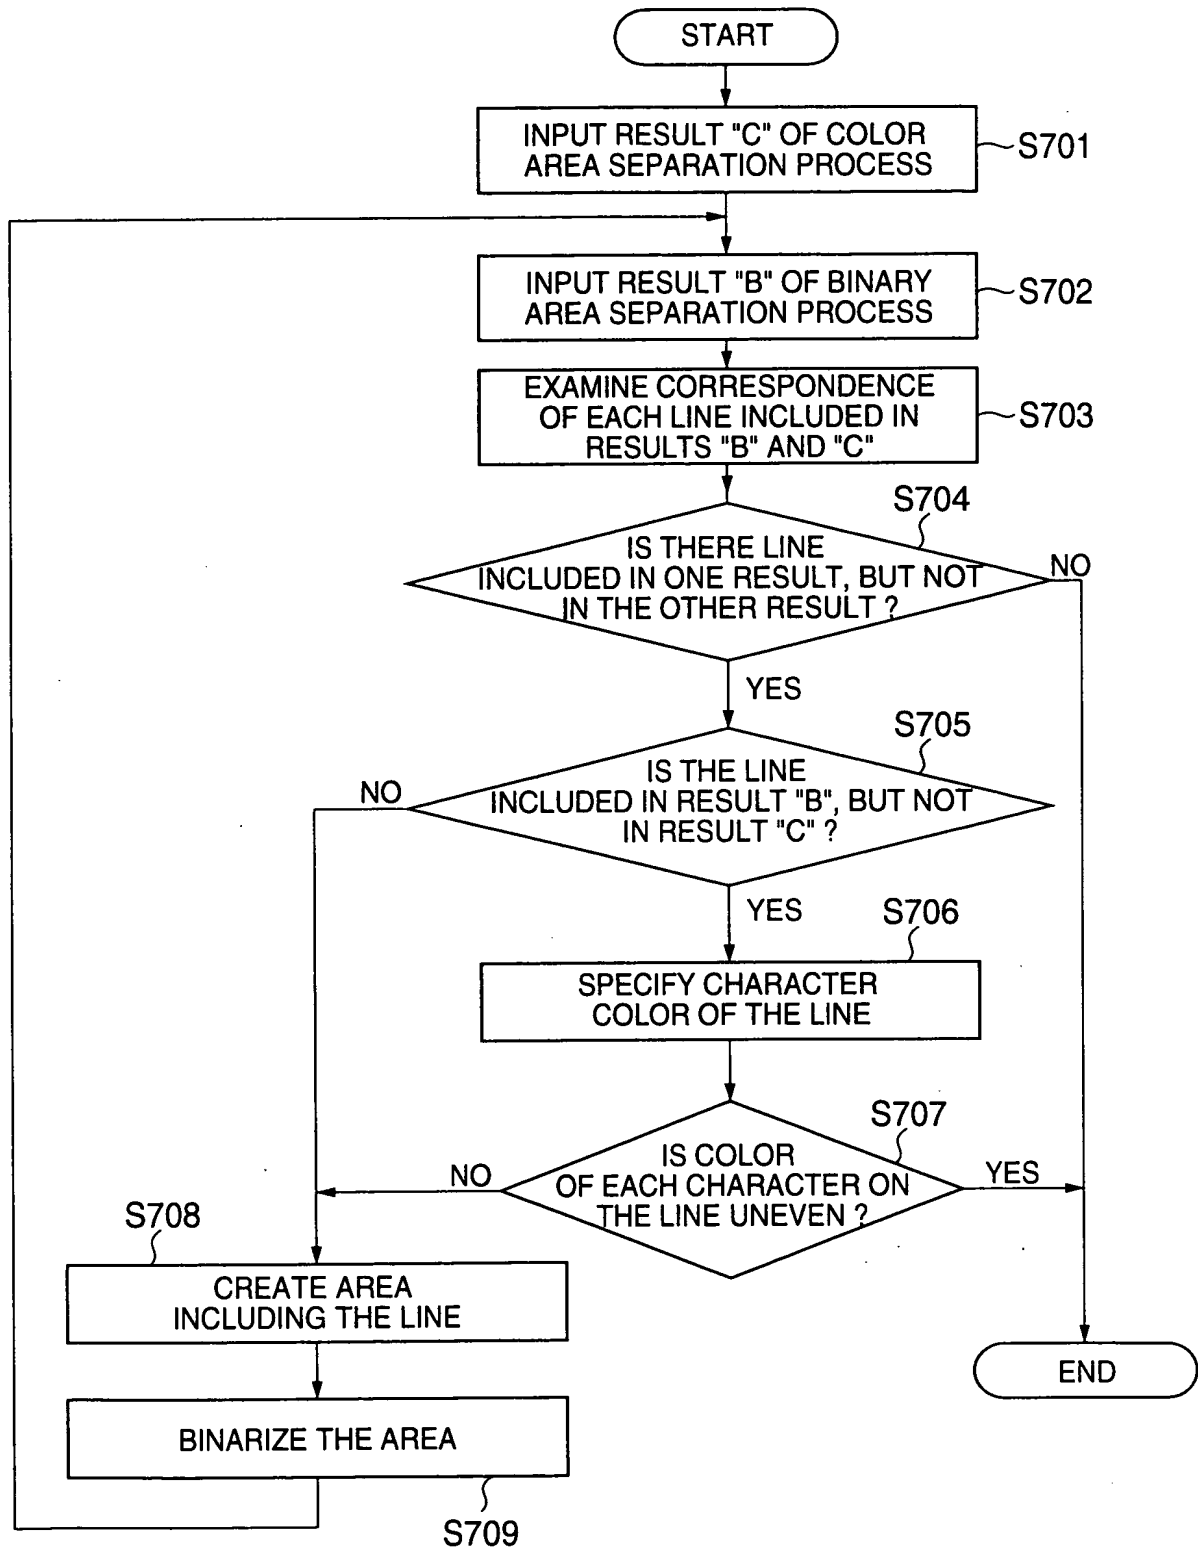 START
INPUT RESULT "C" OF COLOR
AREA SEPARATION PROCESS
S701
INPUT RESULT "B" OF BINARY
AREA SEPARATION PROCESS
S702
EXAMINE CORRESPONDENCE
OF EACH LINE INCLUDED IN
RESULTS "B" AND "C"
S703
S704
IS THERE LINE
INCLUDED IN ONE RESULT, BUT NOT
IN THE OTHER RESULT ?
NO
YES
S705
IS THE LINE
INCLUDED IN RESULT "B", BUT NOT
IN RESULT "C" ?
NO
YES
S706
SPECIFY CHARACTER
COLOR OF THE LINE
S707
IS COLOR
OF EACH CHARACTER ON
THE LINE UNEVEN ?
NO
YES
S708
CREATE AREA
INCLUDING THE LINE
END
BINARIZE THE AREA
S709